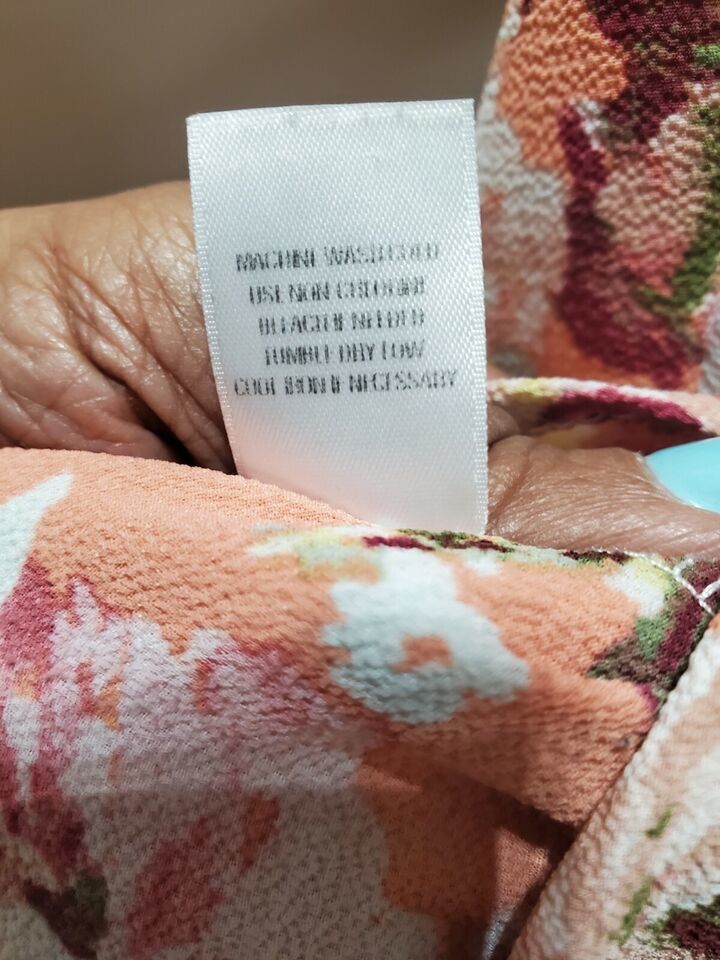 MACHINE WASH COLD
USE NON CHLORINE
BLEACH IF NEEDED
TUMBLE DRY LOW
COOL IRON IF NECESSARY